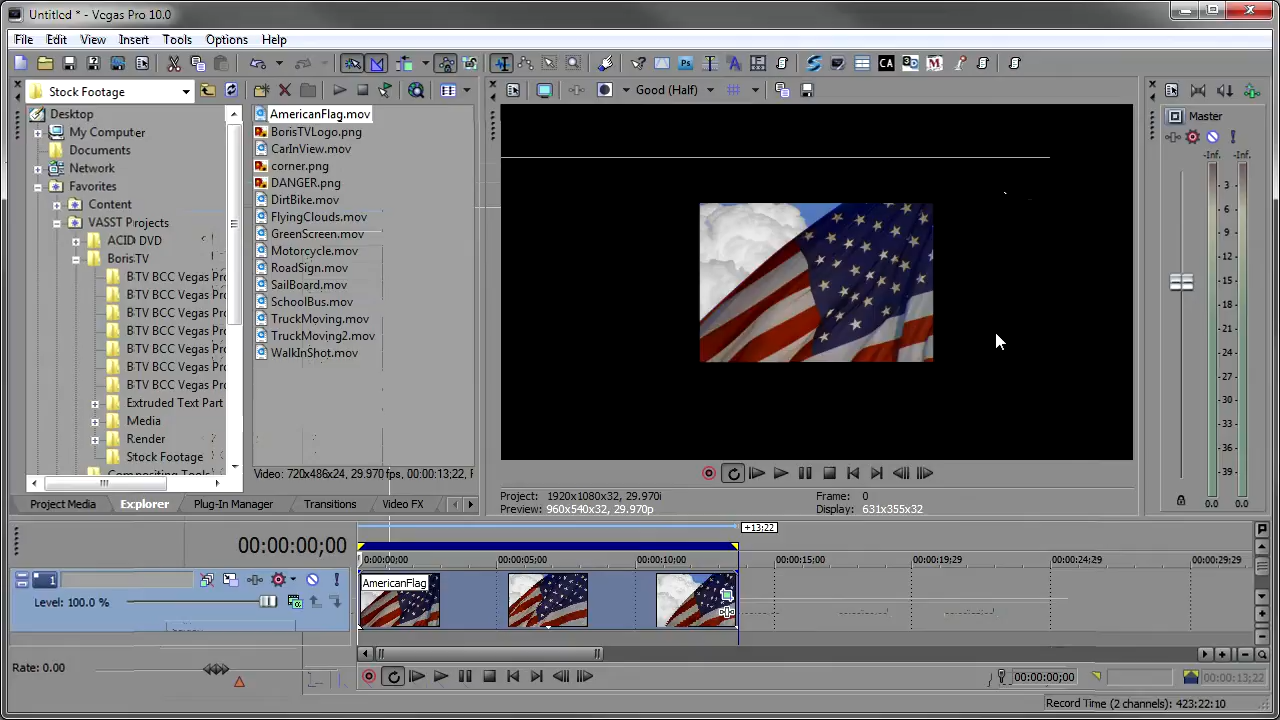 Untitled * - Vegas Pro 10.0
File Edit View Insert Tools Options Help
Stock Footage
Good (Half)
Desktop
My Computer
Documents
Network
Favorites
Content
VASST Projects
ACID DVD
Boris.TV
BTV BCC Vegas Pro
BTV BCC Vegas Pro
BTV BCC Vegas Pro
BTV BCC Vegas Pro
BTV BCC Vegas Pro
BTV BCC Vegas Pro
BTV BCC Vegas Pro
Extruded Text Part
Media
Render
Stock Footage
Compositing Tools
AmericanFlag.mov
BorisTVLogo.png
CarInView.mov
corner.png
DANGER.png
DirtBike.mov
FlyingClouds.mov
GreenScreen.mov
Motorcycle.mov
RoadSign.mov
SailBoard.mov
SchoolBus.mov
TruckMoving.mov
TruckMoving2.mov
WalkInShot.mov
Video: 720x486x24, 29.970 fps, 00:00:13;22, F
Project Media Explorer Plug-In Manager Transitions Video FX
Project: 1920x1080x32, 29.970i Frame: 0
Preview: 960x540x32, 29.970p Display: 631x355x32
Master
-Inf. -Inf.
3
6
9
12
15
18
21
24
27
30
33
36
39
0.0 0.0
00:00:00;00
+13;22
00:00:00;00 00:00:05;00 00:00:10;00 00:00:15;00 00:00:19;29 00:00:24;29 00:00:29;29
1
Level: 100.0 %
AmericanFlag
Rate: 0.00
00:00:00;00
00:00:13;22
Record Time (2 channels): 423:22:10